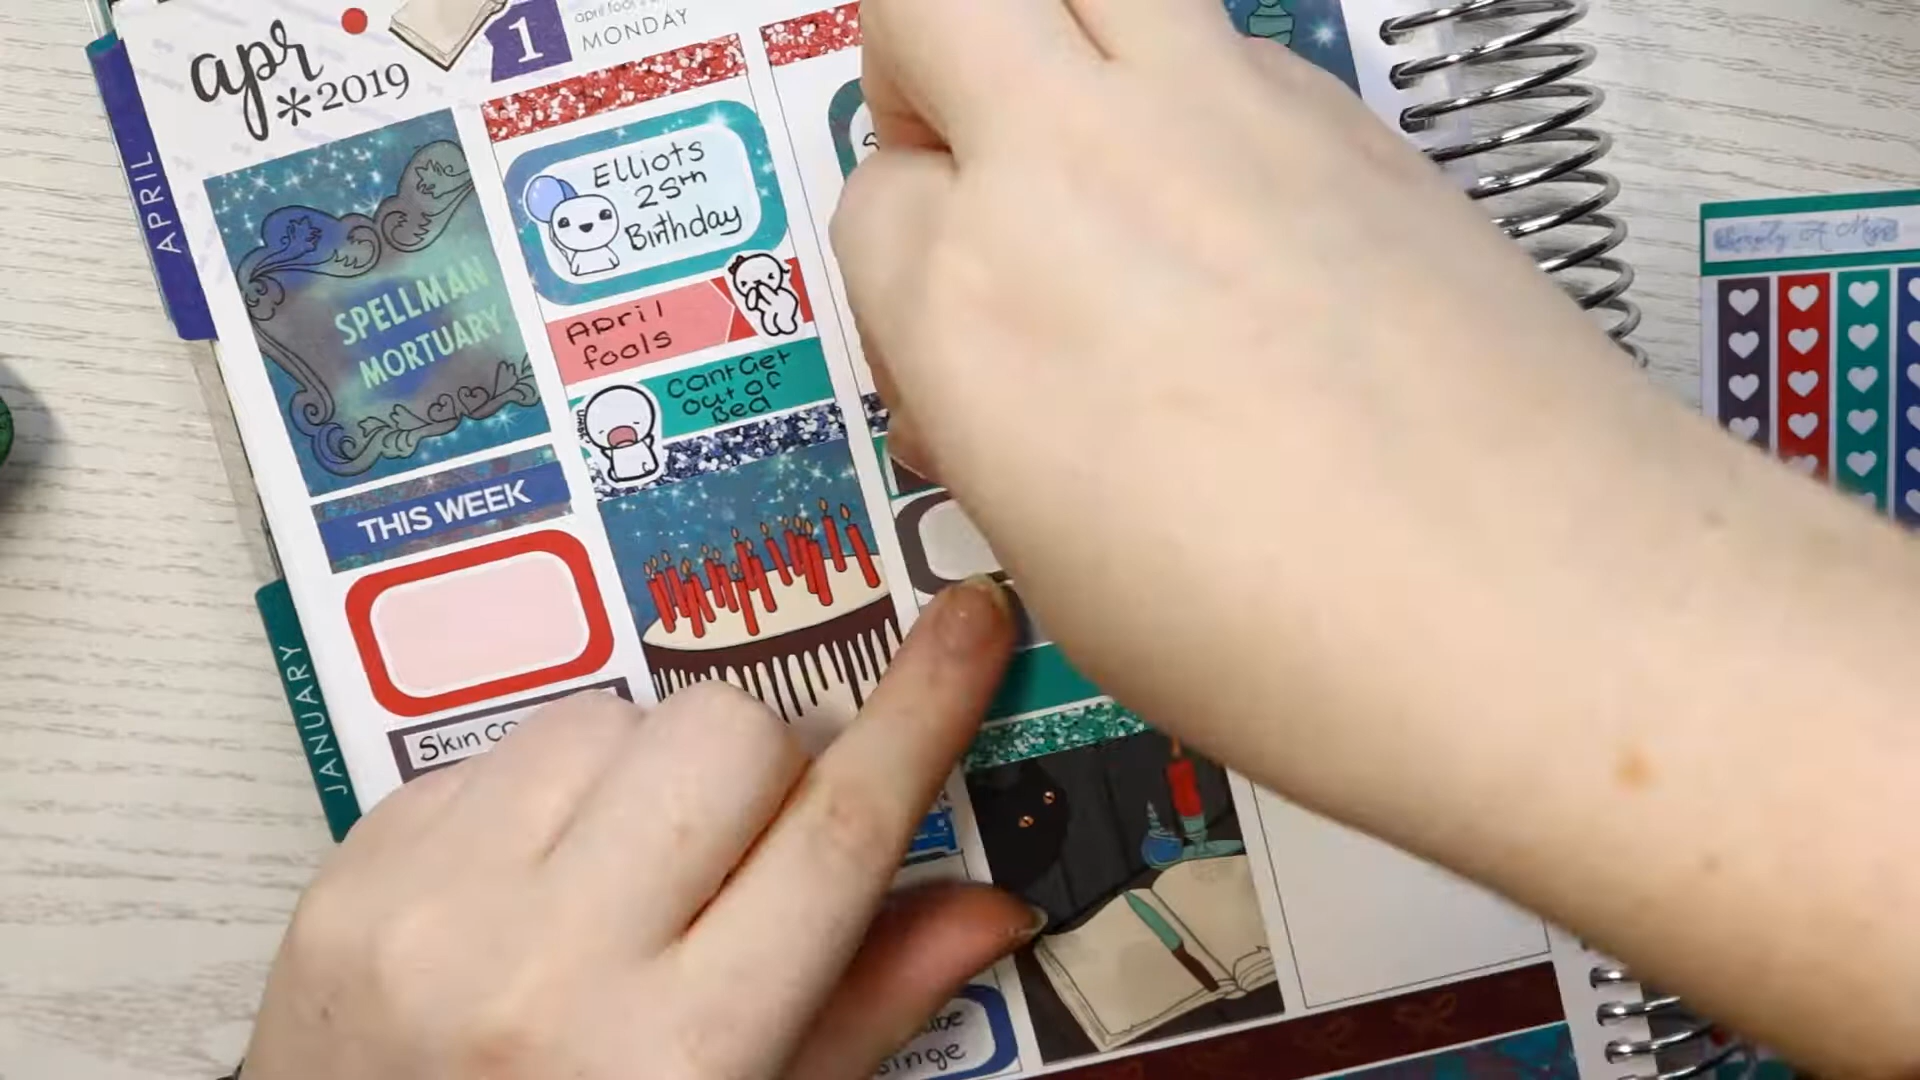 apr
*2019
1
MONDAY
APRIL
SPELLMAN
MORTUARY
Elliots
25th
Birthday
April
fools
Cant Get
out of
Bed
THIS WEEK
JANUARY
Skin